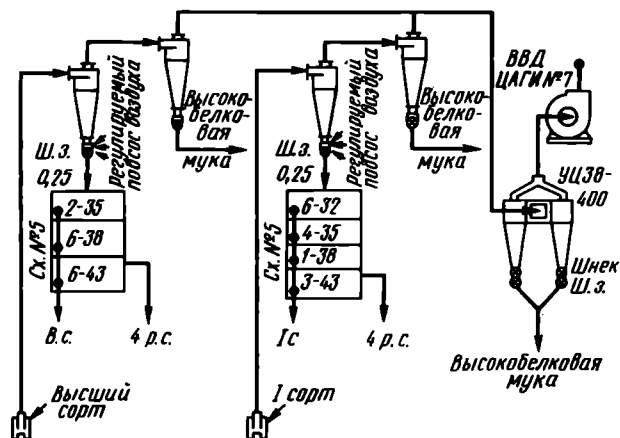 ВВД
ЦАГИ №7
Регулируемый
подсос воздуха
Высоко-
белко-
вая
мука
Регулируемый
подсос воздуха
Высоко-
белко-
вая
мука
УЦ38-
400
Ш.з.
0,25
Сх. №5
2-35
6-38
6-43
В.с.
4 р.с.
Ш.з.
0,25
Сх. №5
6-32
4-35
1-38
3-43
Iс
4 р.с.
Шнек
Ш.з.
Высокобелковая
мука
Высший
сорт
I сорт